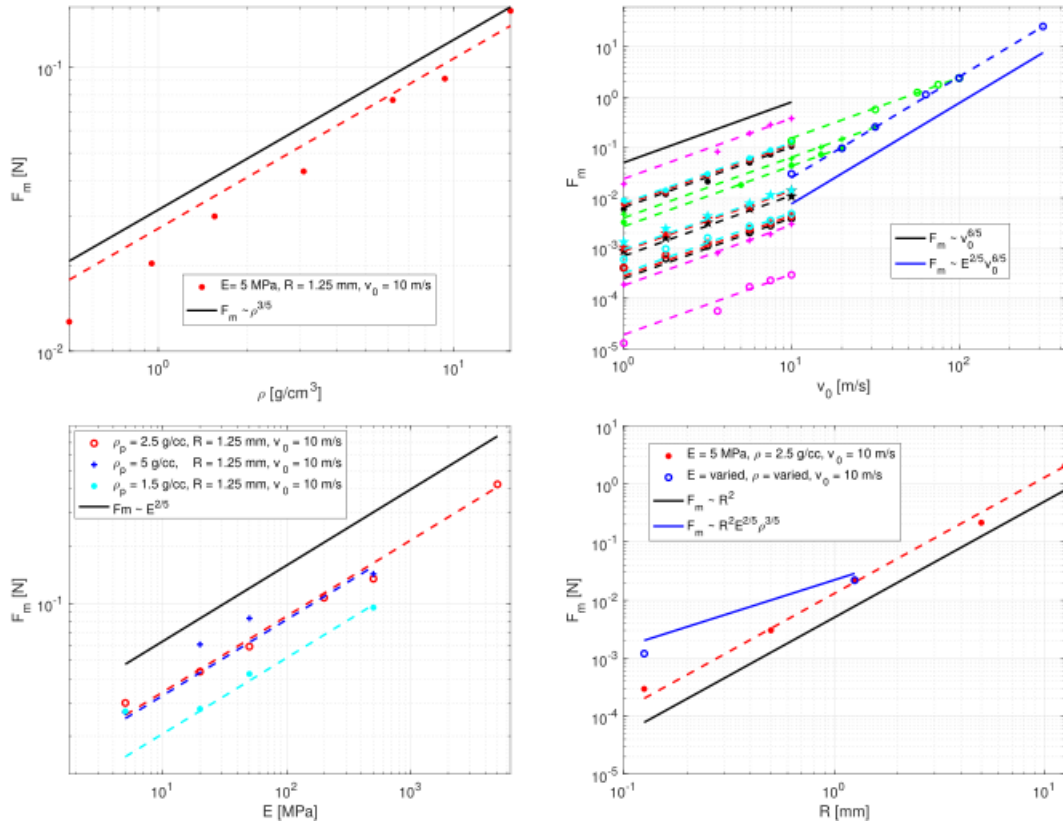 10^-1
10^-2
F_m [N]
10^0
10^1
ρ [g/cm^3]
E= 5 MPa, R = 1.25 mm, v_0 = 10 m/s
F_m ~ ρ^3/5
10^1
10^0
10^-1
10^-2
10^-3
10^-4
10^-5
F_m
10^0
10^1
10^2
v_0 [m/s]
F_m ~ v_0^6/5
F_m ~ E^2/5 v_0^6/5
ρ_p = 2.5 g/cc, R = 1.25 mm, v_0 = 10 m/s
ρ_p = 5 g/cc, R = 1.25 mm, v_0 = 10 m/s
ρ_p = 1.5g/cc, R = 1.25 mm, v_0 = 10 m/s
Fm ~ E^2/5
10^-1
F_m [N]
10^1
10^2
10^3
E [MPa]
E = 5 MPa, ρ = 2.5 g/cc, v_0 = 10 m/s
E = varied, ρ = varied, v_0 = 10 m/s
F_m ~ R^2
F_m ~ R^2E^2/5ρ^3/5
10^1
10^0
10^-1
10^-2
10^-3
10^-4
10^-5
F_m [N]
10^-1
10^0
10^1
R [mm]